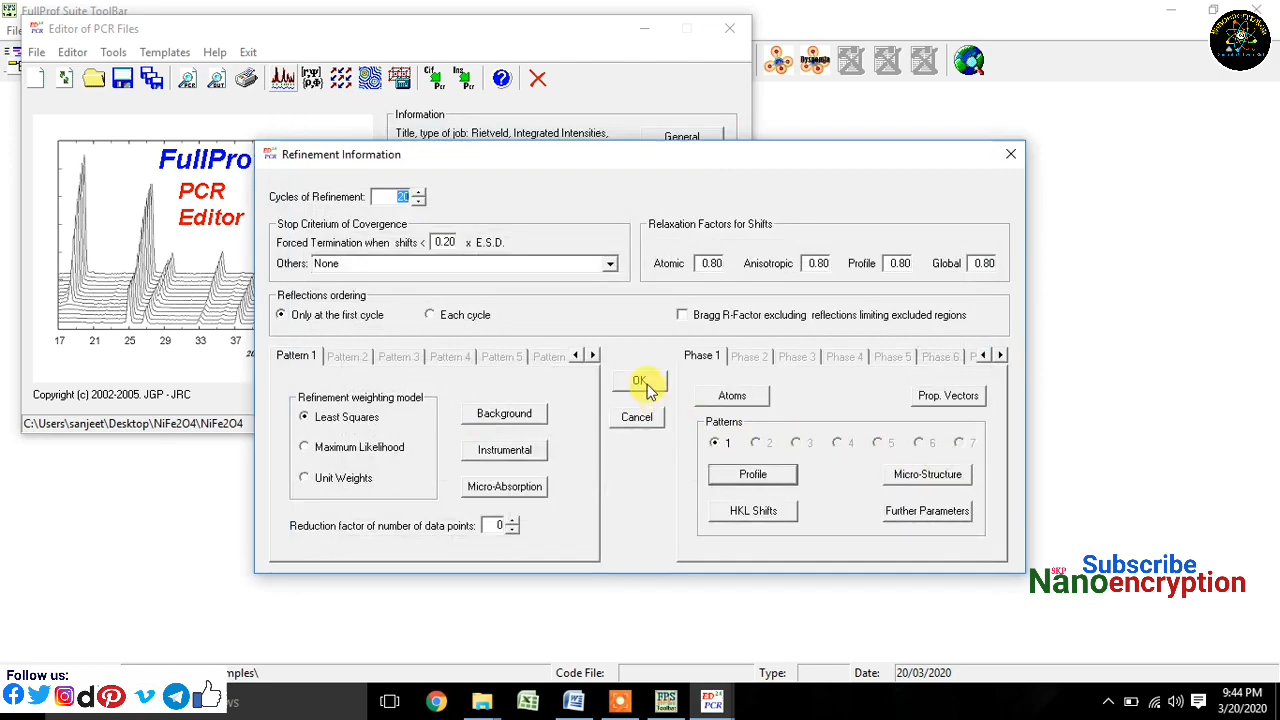 FullProf Suite ToolBar
Editor of PCR Files
File Editor Tools Templates Help Exit
Information
Title, type of job: Rietveld, Integrated Intensities,
General
FullPro
PCR
Editor
17 21 25 29 33 37
Copyright (c) 2002-2005. JGP - JRC
C:\Users\sanjeet\Desktop\NiFe2O4\NiFe2O4
Refinement Information
Cycles of Refinement: 20
Stop Criterium of Covergence
Forced Termination when shifts < 0.20 x E.S.D.
Others: None
Relaxation Factors for Shifts
Atomic 0.80 Anisotropic 0.80 Profile 0.80 Global 0.80
Reflections ordering
Only at the first cycle Each cycle Bragg R-Factor excluding reflections limiting excluded regions
Pattern 1 Pattern 2 Pattern 3 Pattern 4 Pattern 5 Pattern
Refinement weighting model
Least Squares
Maximum Likelihood
Unit Weights
Background
Instrumental
Micro-Absorption
Reduction factor of number of data points: 0
OK
Cancel
Phase 1 Phase 2 Phase 3 Phase 4 Phase 5 Phase 6 P
Atoms Prop. Vectors
Patterns
1 2 3 4 5 6 7
Profile Micro-Structure
HKL Shifts Further Parameters
Subscribe
SKP
Nanoencryption
Follow us:
mples\ Code File: Type: Date: 20/03/2020
ws
9:44 PM
3/20/2020